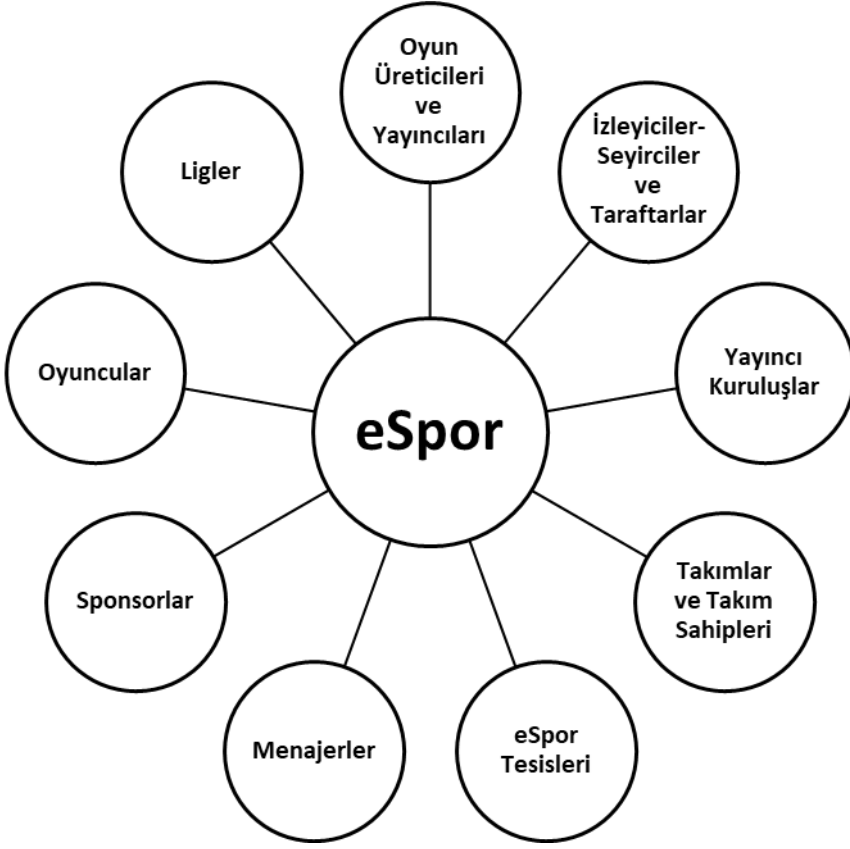 Oyun
Üreticileri
ve
Yayıncıları
İzleyiciler-
Seyirciler
ve
Taraftarlar
Yayıncı
Kuruluşlar
Takımlar
ve Takım
Sahipleri
eSpor
Tesisleri
Menajerler
Sponsorlar
Oyuncular
Ligler
eSpor